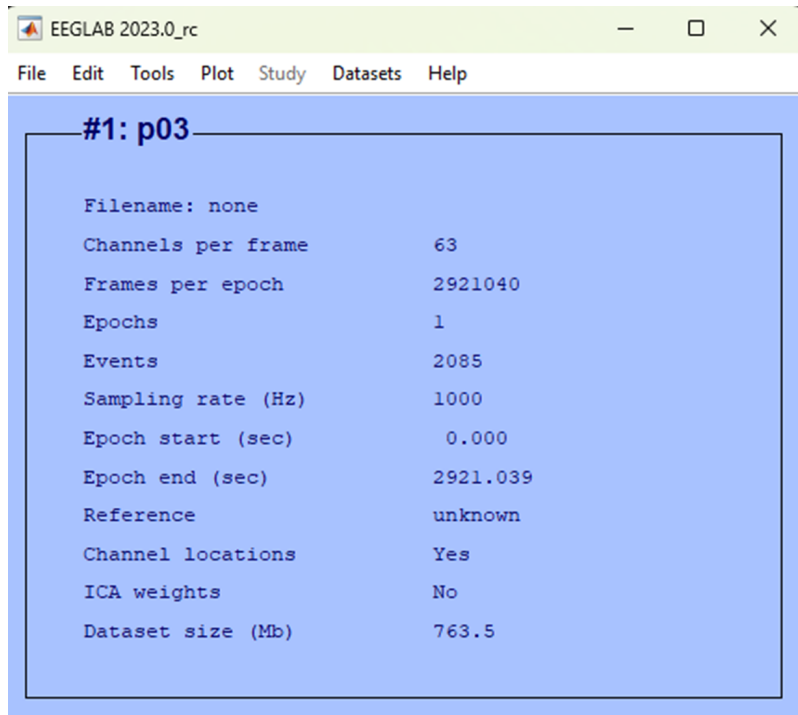 EEGLAB 2023.0_rc
File Edit Tools Plot Study Datasets Help
#1: p03
Filename: none
Channels per frame 63
Frames per epoch 2921040
Epochs 1
Events 2085
Sampling rate (Hz) 1000
Epoch start (sec) 0.000
Epoch end (sec) 2921.039
Reference unknown
Channel locations Yes
ICA weights No
Dataset size (Mb) 763.5